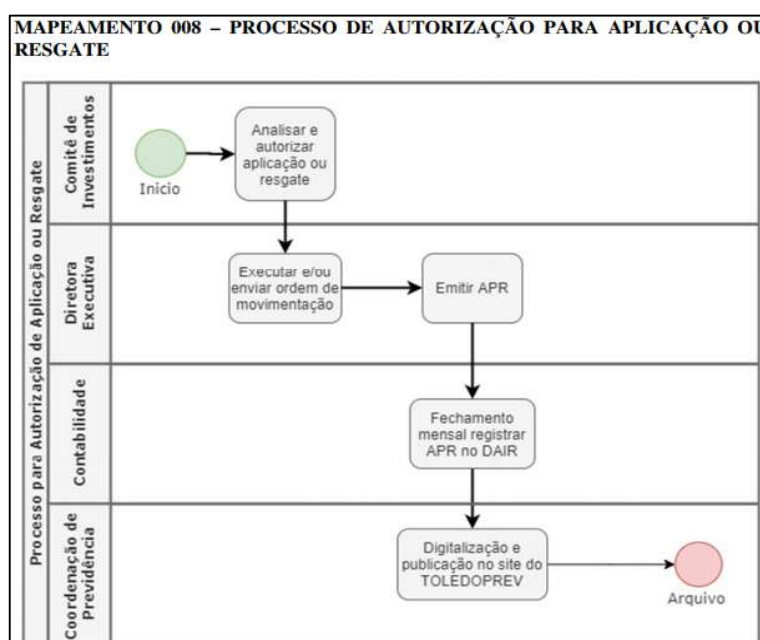 MAPEAMENTO 008 – PROCESSO DE AUTORIZAÇÃO PARA APLICAÇÃO OU
RESGATE
Processo para Autorização de Aplicação ou Resgate
Comitê de
Investimentos
Inicio
Analisar e
autorizar
aplicação ou
resgate
Diretora
Executiva
Executar e/ou
enviar ordem de
movimentação
Emitir APR
Contabilidade
Fechamento
mensal registrar
APR no DAIR
Coordenação de
Previdência
Digitalização e
publicação no site do
TOLEDOPREV
Arquivo